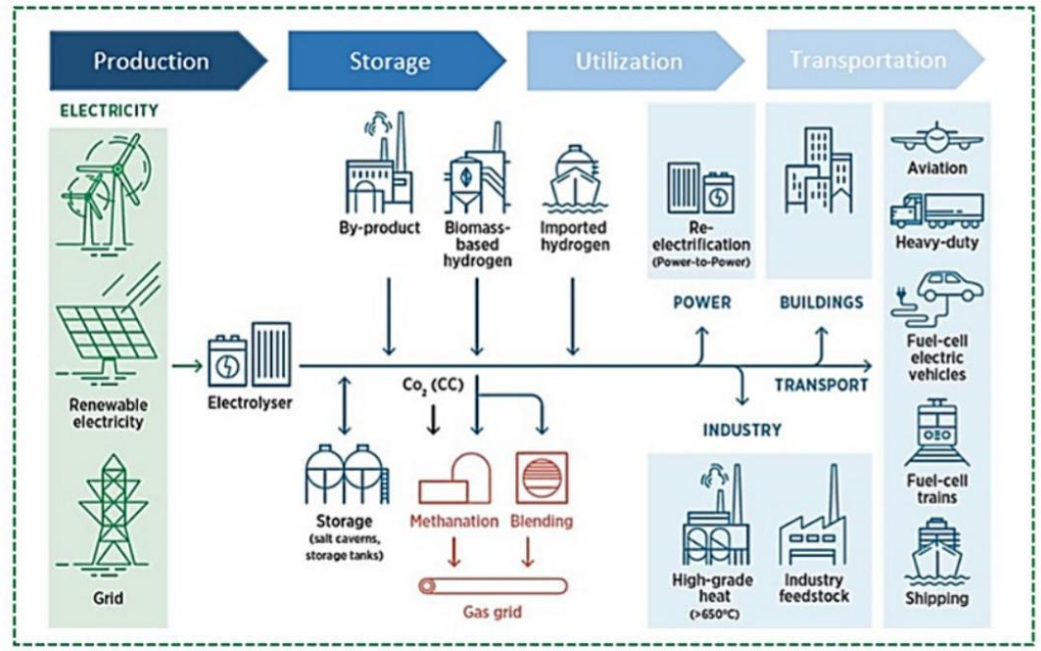 Production
Storage
Utilization
Transportation
ELECTRICITY
By-product
Biomass-
based
hydrogen
Imported
hydrogen
Re-
electrification
(Power-to-Power)
Aviation
Heavy-duty
POWER
BUILDINGS
Fuel-cell
electric
vehicles
Renewable
electricity
Electrolyser
Co2 (CC)
TRANSPORT
INDUSTRY
Storage
(salt caverns,
storage tanks)
Methanation
Blending
Gas grid
Grid
High-grade
heat
(>650°C)
Industry
feedstock
Fuel-cell
trains
Shipping